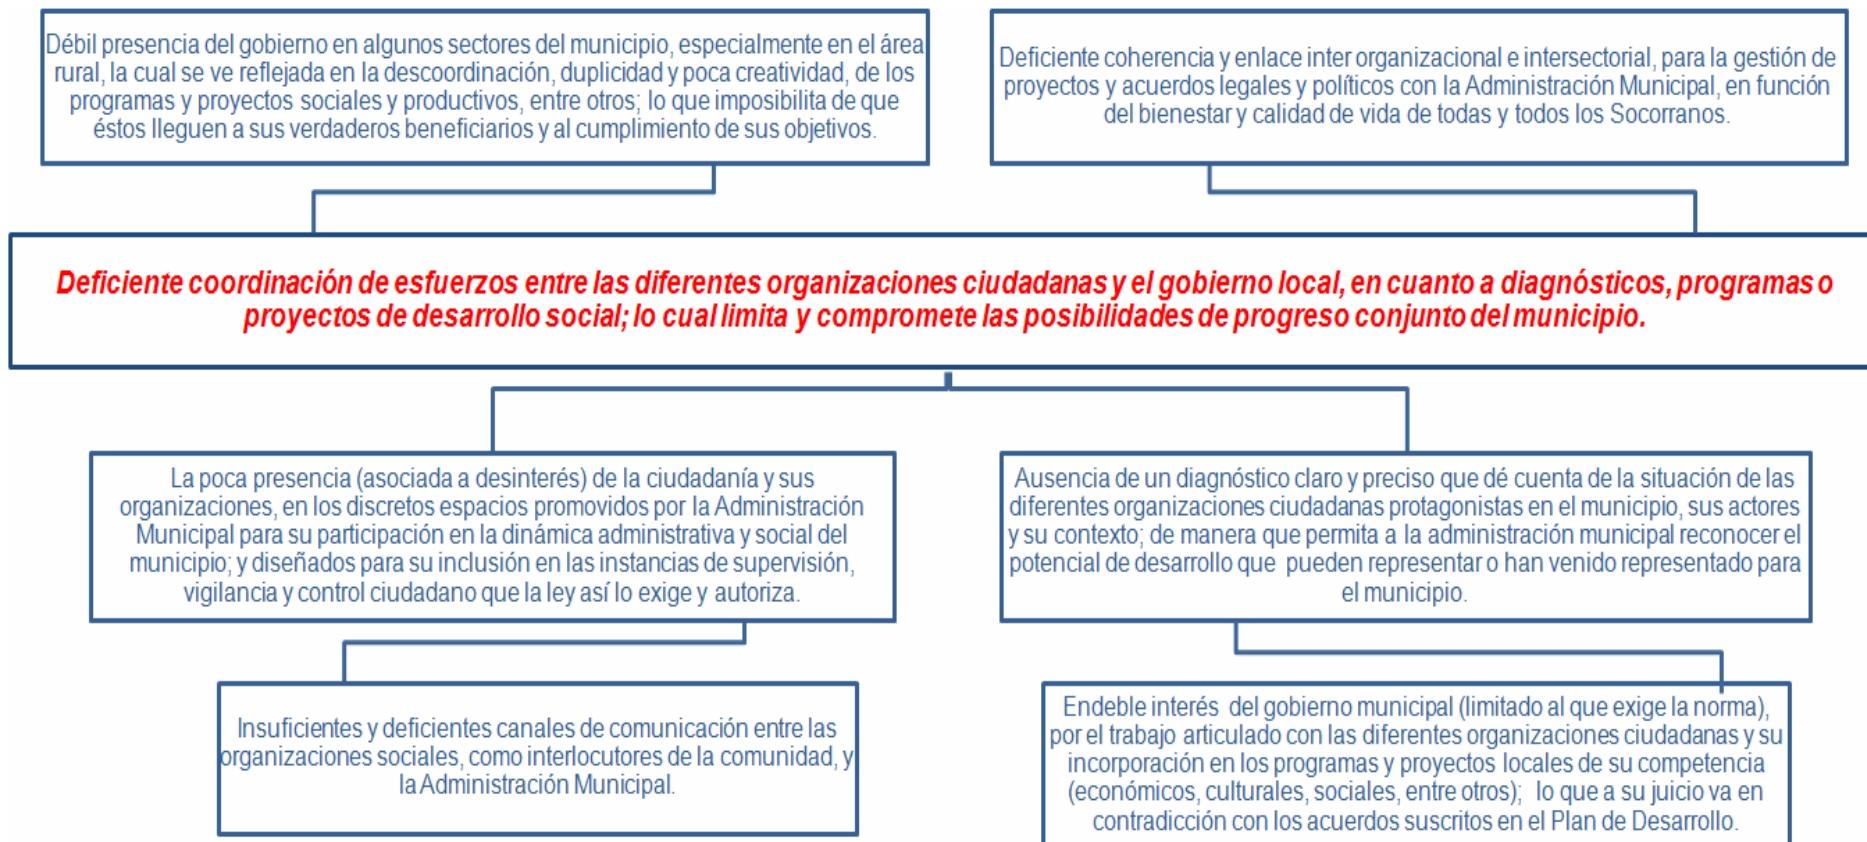 Débil presencia del gobierno en algunos sectores del municipio, especialmente en el área
rural, la cual se ve reflejada en la descoordinación, duplicidad y poca creatividad, de los
programas y proyectos sociales y productivos, entre otros; lo que imposibilita de que
éstos lleguen a sus verdaderos beneficiarios y al cumplimiento de sus objetivos.
Deficiente coherencia y enlace inter organizacional e intersectorial, para la gestión de
proyectos y acuerdos legales y políticos con la Administración Municipal, en función
del bienestar y calidad de vida de todas y todos los Socorranos.
Deficiente coordinación de esfuerzos entre las diferentes organizaciones ciudadanas y el gobierno local, en cuanto a diagnósticos, programas o
proyectos de desarrollo social; lo cual limita y compromete las posibilidades de progreso conjunto del municipio.
La poca presencia (asociada a desinterés) de la ciudadanía y sus
organizaciones, en los discretos espacios promovidos por la Administración
Municipal para su participación en la dinámica administrativa y social del
municipio; y diseñados para su inclusión en las instancias de supervisión,
vigilancia y control ciudadano que la ley así lo exige y autoriza.
Ausencia de un diagnóstico claro y preciso que dé cuenta de la situación de las
diferentes organizaciones ciudadanas protagonistas en el municipio, sus actores
y su contexto; de manera que permita a la administración municipal reconocer el
potencial de desarrollo que pueden representar o han venido representado para
el municipio.
Insuficientes y deficientes canales de comunicación entre las
organizaciones sociales, como interlocutores de la comunidad, y
la Administración Municipal.
Endeble interés del gobierno municipal (limitado al que exige la norma),
por el trabajo articulado con las diferentes organizaciones ciudadanas y su
incorporación en los programas y proyectos locales de su competencia
(económicos, culturales, sociales, entre otros); lo que a su juicio va en
contradicción con los acuerdos suscritos en el Plan de Desarrollo.